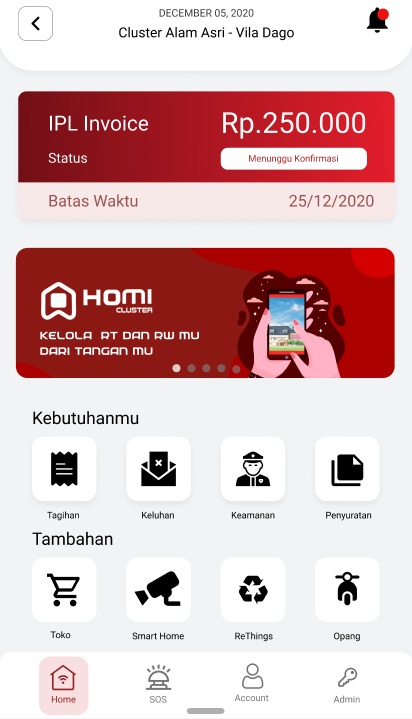 DECEMBER 05, 2020
Cluster Alam Asri - Vila Dago
IPL Invoice
Rp.250.000
Status
Menunggu Konfirmasi
Batas Waktu
25/12/2020
HOMI
CLUSTER
KELOLA RT DAN RW MU
DARI TANGAN MU
Kebutuhanmu
Tagihan
Keluhan
Keamanan
Penyuratan
Tambahan
Toko
Smart Home
ReThings
Opang
Home
SOS
Account
Admin